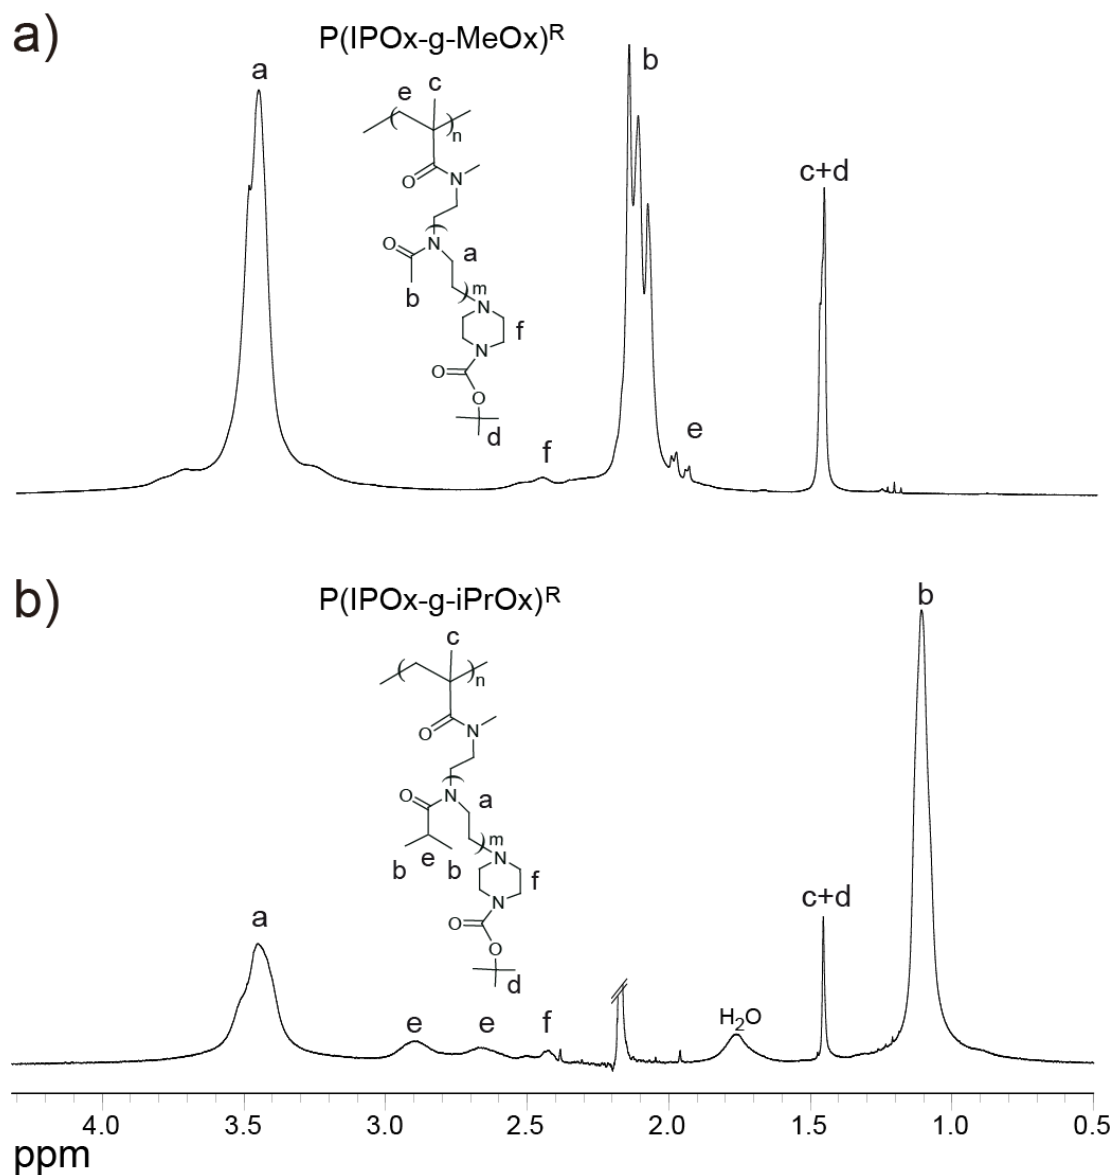 a)
P(IPOx-g-MeOx)ᴿ
a
b
c
e
n
O
N
c+d
O
N
a
b
m
N
f
N
O
O
d
f
e
b)
P(IPOx-g-iPrOx)ᴿ
b
c
n
O
N
O
N
a
m
b
e
b
N
f
N
O
O
d
a
e
e
f
H₂O
c+d
4.0 3.5 3.0 2.5 2.0 1.5 1.0 0.5
ppm